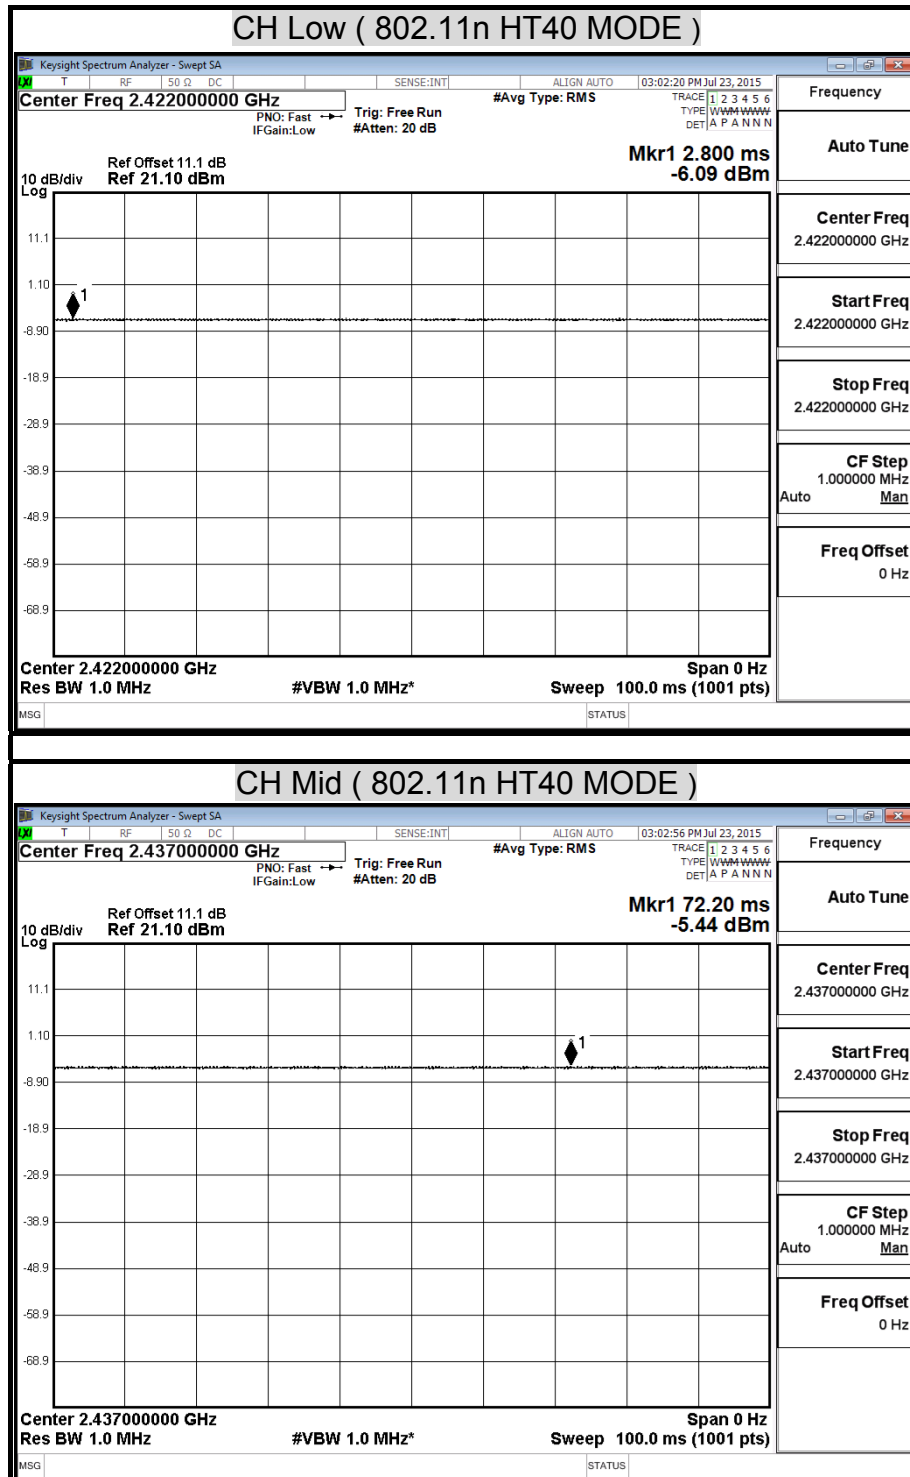 CH Low ( 802.11n HT40 MODE )
Keysight Spectrum Analyzer - Swept SA
LXI T RF 50 Ω DC SENSE:INT ALIGN AUTO 03:02:20 PM Jul 23, 2015
Center Freq 2.422000000 GHz
PNO: Fast
IFGain:Low
Trig: Free Run
#Atten: 20 dB
#Avg Type: RMS
TRACE 1 2 3 4 5 6
TYPE WWMWWWW
DET A P A N N N
Mkr1 2.800 ms
-6.09 dBm
Ref Offset 11.1 dB
10 dB/div Ref 21.10 dBm
Log
11.1
1.10
1
-8.90
-18.9
-28.9
-38.9
-48.9
-58.9
-68.9
Center 2.422000000 GHz Span 0 Hz
Res BW 1.0 MHz #VBW 1.0 MHz* Sweep 100.0 ms (1001 pts)
MSG STATUS
Frequency
Auto Tune
Center Freq
2.422000000 GHz
Start Freq
2.422000000 GHz
Stop Freq
2.422000000 GHz
CF Step
1.000000 MHz
Auto Man
Freq Offset
0 Hz
CH Mid ( 802.11n HT40 MODE )
Keysight Spectrum Analyzer - Swept SA
LXI T RF 50 Ω DC SENSE:INT ALIGN AUTO 03:02:56 PM Jul 23, 2015
Center Freq 2.437000000 GHz
PNO: Fast
IFGain:Low
Trig: Free Run
#Atten: 20 dB
#Avg Type: RMS
TRACE 1 2 3 4 5 6
TYPE WWMWWWW
DET A P A N N N
Mkr1 72.20 ms
-5.44 dBm
Ref Offset 11.1 dB
10 dB/div Ref 21.10 dBm
Log
11.1
1.10
1
-8.90
-18.9
-28.9
-38.9
-48.9
-58.9
-68.9
Center 2.437000000 GHz Span 0 Hz
Res BW 1.0 MHz #VBW 1.0 MHz* Sweep 100.0 ms (1001 pts)
MSG STATUS
Frequency
Auto Tune
Center Freq
2.437000000 GHz
Start Freq
2.437000000 GHz
Stop Freq
2.437000000 GHz
CF Step
1.000000 MHz
Auto Man
Freq Offset
0 Hz